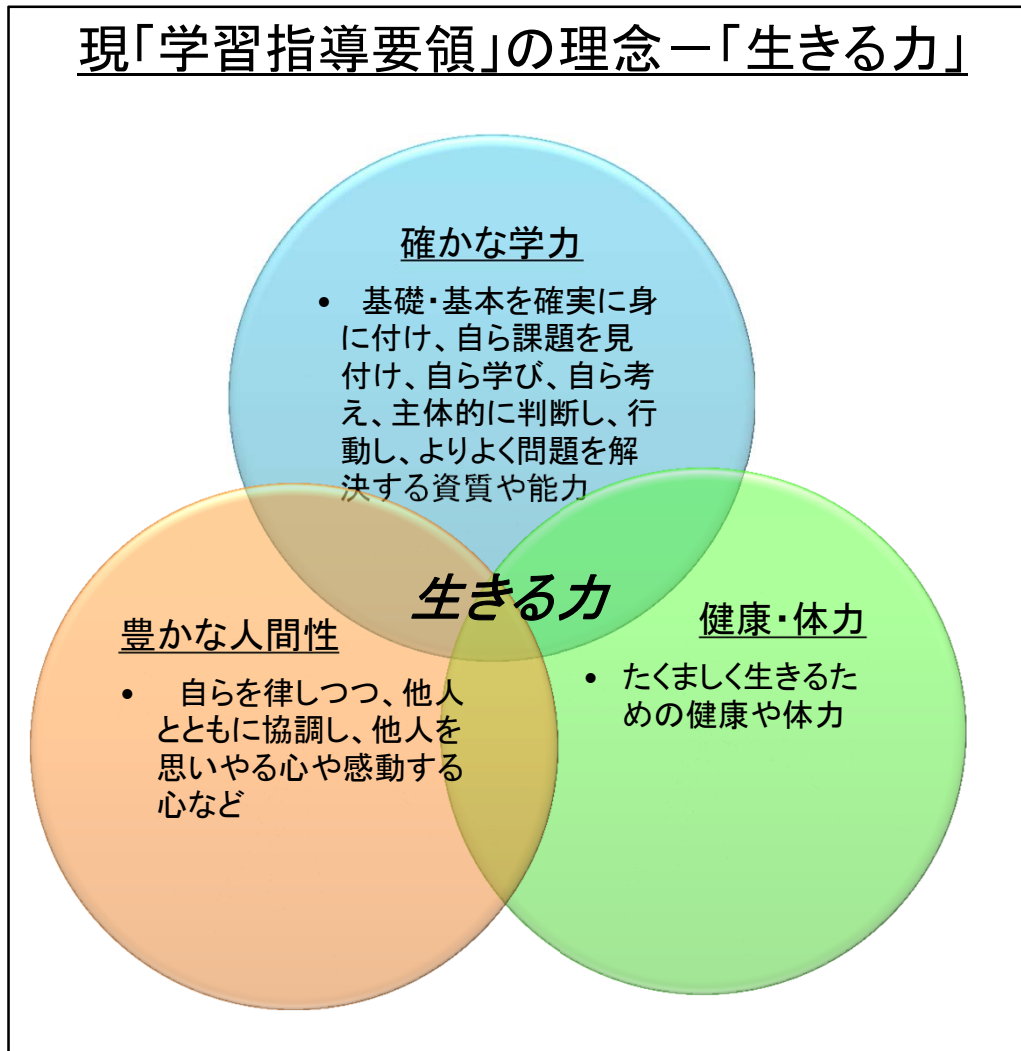 現「学習指導要領」の理念－「生きる力」
確かな学力
• 基礎・基本を確実に身
に付け、自ら課題を見
付け、自ら学び、自ら考
え、主体的に判断し、行
動し、よりよく問題を解
決する資質や能力
生きる力
豊かな人間性
• 自らを律しつつ、他人
とともに協調し、他人を
思いやる心や感動する
心など
健康・体力
• たくましく生きるた
めの健康や体力